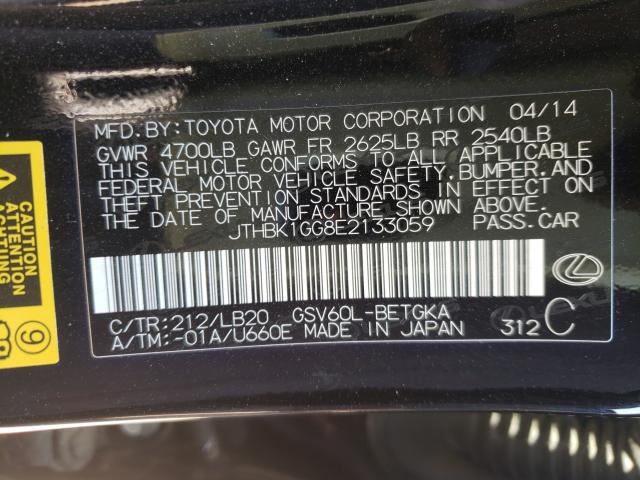 MFD.BY:TOYOTA MOTOR CORPORATION 04/14
GVWR 4700LB GAWR FR 2625LB RR 2540LB
THIS VEHICLE CONFORMS TO ALL APPLICABLE
FEDERAL MOTOR VEHICLE SAFETY,BUMPER,AND
THEFT PREVENTION STANDARDS IN EFFECT ON
THE DATE OF MANUFACTURE SHOWN ABOVE.
JTHBK1GG8E2133059 PASS.CAR
C/TR:212/LB20 GSV60L-BETGKA
A/TM:-01A/U660E MADE IN JAPAN 312 C
CAUTION
9